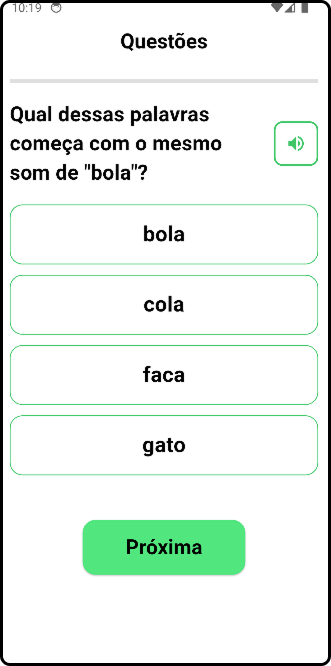 10:19
Questões
Qual dessas palavras
começa com o mesmo
som de "bola"?
bola
cola
faca
gato
Próxima